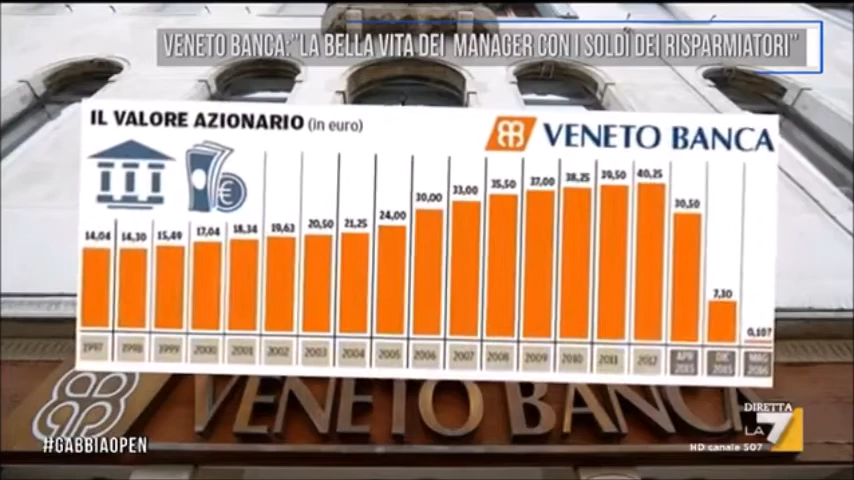 VENETO BANCA:"LA BELLA VITA DEI MANAGER CON I SOLDI DEI RISPARMIATORI"
IL VALORE AZIONARIO (in euro)
VENETO BANCA
14,04 14,30 15,49 17,04 18,34 19,63 20,50 21,25 24,00 30,00 33,00 35,50 37,00 38,25 39,50 40,25 30,50 7,30 0,10?
1997 1998 1999 2000 2001 2002 2003 2004 2005 2006 2007 2008 2009 2010 2011 2012 APR 2015 DIC 2015 MAG 2016
VENETO BANCA
#GABBIAOPEN
DIRETTA
LA7
HD canale 507